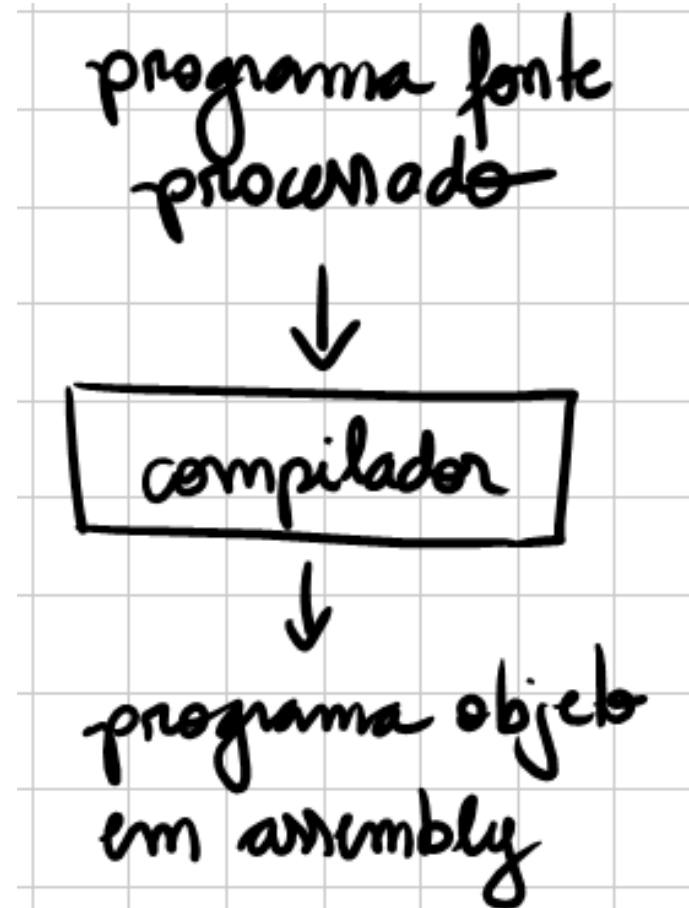 programa fonte
processado
compilador
programa objeto
em assembly